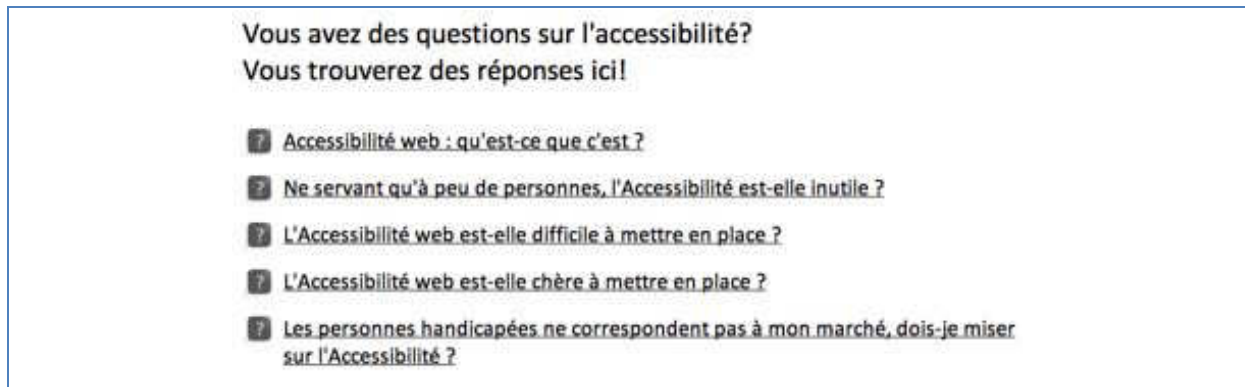 Vous avez des questions sur l'accessibilité?
Vous trouverez des réponses ici!
? Accessibilité web : qu'est-ce que c'est ?
? Ne servant qu'à peu de personnes, l'Accessibilité est-elle inutile ?
? L'Accessibilité web est-elle difficile à mettre en place ?
? L'Accessibilité web est-elle chère à mettre en place ?
? Les personnes handicapées ne correspondent pas à mon marché, dois-je miser
sur l'Accessibilité ?